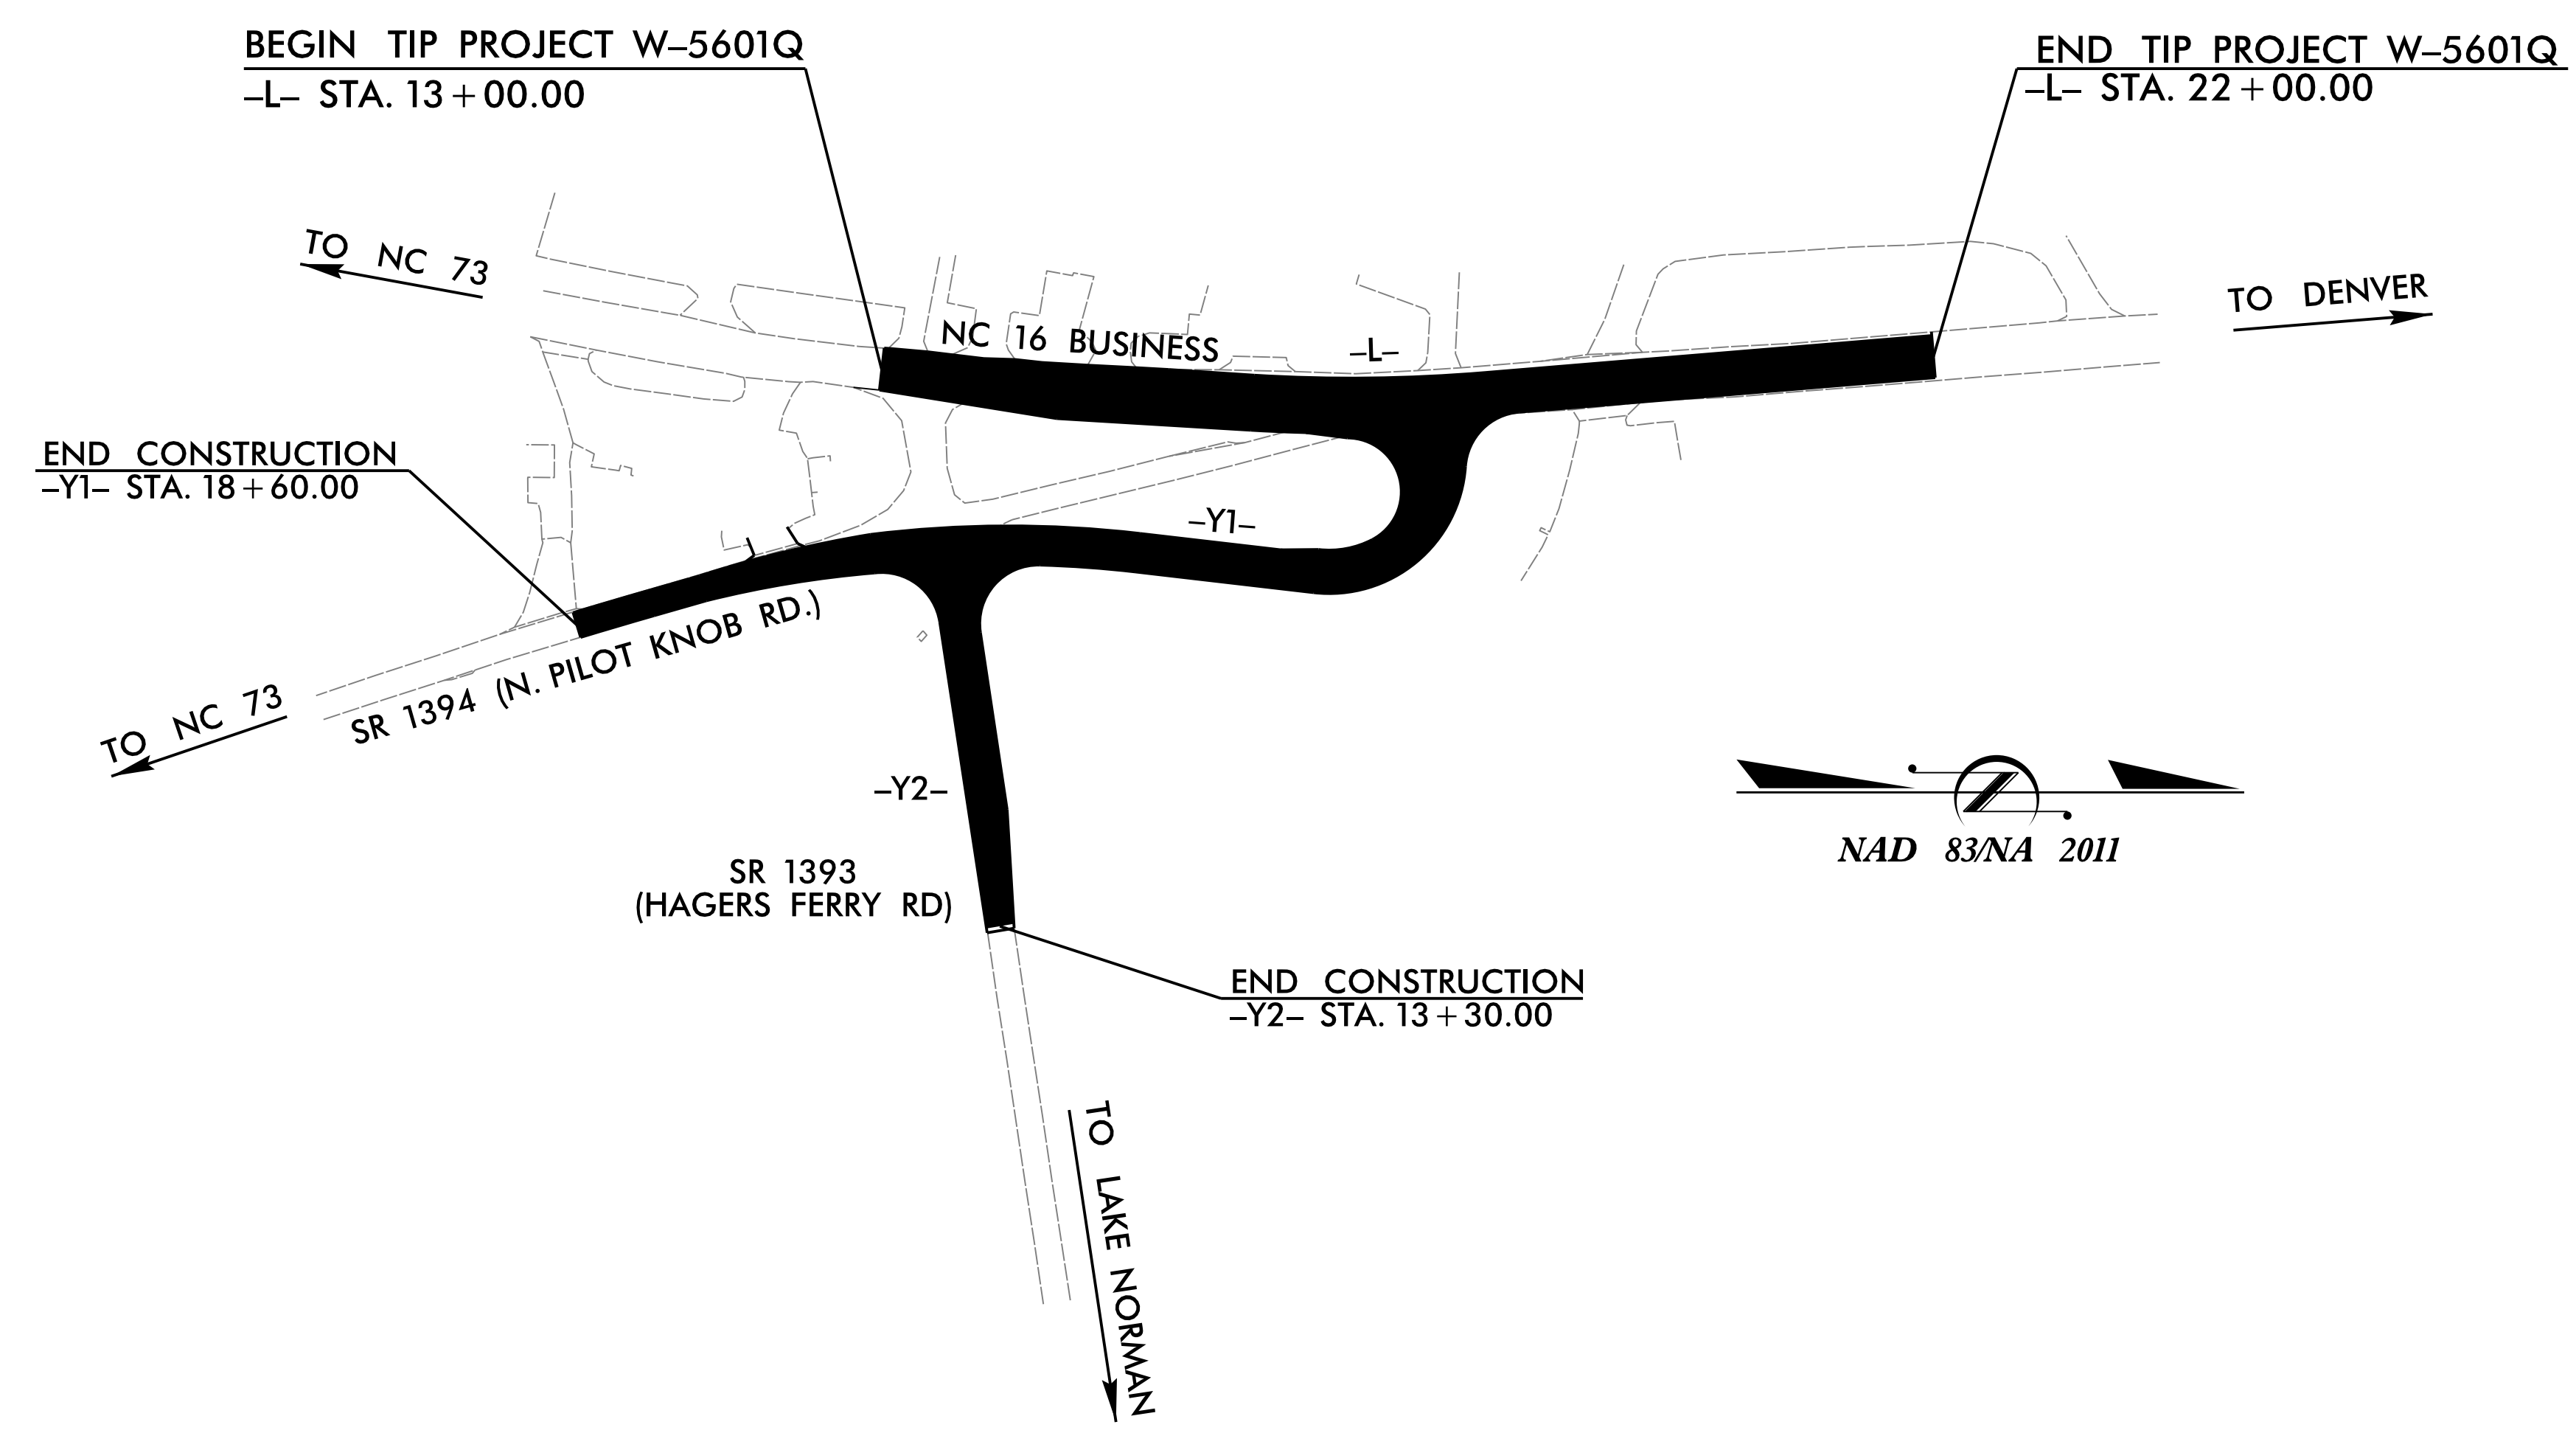 BEGIN TIP PROJECT W-5601Q
-L- STA. 13+00.00
END TIP PROJECT W-5601Q
-L- STA. 22+00.00
TO NC 73
TO DENVER
NC 16 BUSINESS
-L-
END CONSTRUCTION
-Y1- STA. 18+60.00
-Y1-
SR 1394 (N. PILOT KNOB RD.)
TO NC 73
-Y2-
SR 1393
(HAGERS FERRY RD)
NAD 83/NA 2011
END CONSTRUCTION
-Y2- STA. 13+30.00
TO LAKE NORMAN